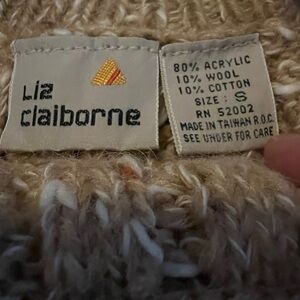 Liz
claiborne
80% ACRYLIC
10% WOOL
10% COTTON
SIZE: S
RN 52002
MADE IN TAIWAN R.O.C.
SEE UNDER FOR CARE